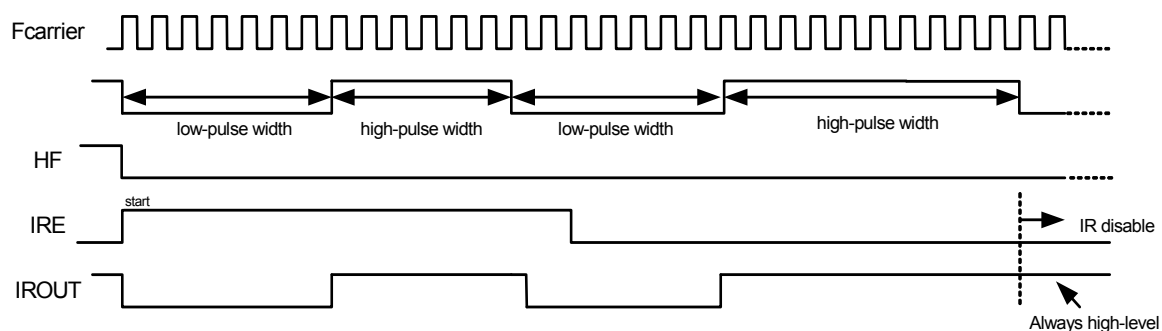 Fcarrier
low-pulse width
high-pulse width
low-pulse width
high-pulse width
HF
start
IRE
IR disable
IROUT
Always high-level